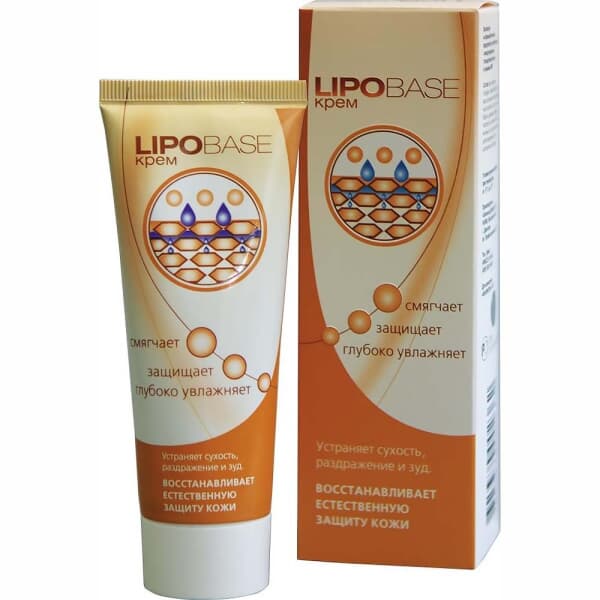 LIPOBASE
крем
смягчает
защищает
глубоко увлажняет
Устраняет сухость,
раздражение и зуд.
ВОССТАНАВЛИВАЕТ
ЕСТЕСТВЕННУЮ
ЗАЩИТУ КОЖИ
LIPOBASE
крем
смягчает
защищает
глубоко увлажняет
Устраняет сухость,
раздражение и зуд.
ВОССТАНАВЛИВАЕТ
ЕСТЕСТВЕННУЮ
ЗАЩИТУ КОЖИ